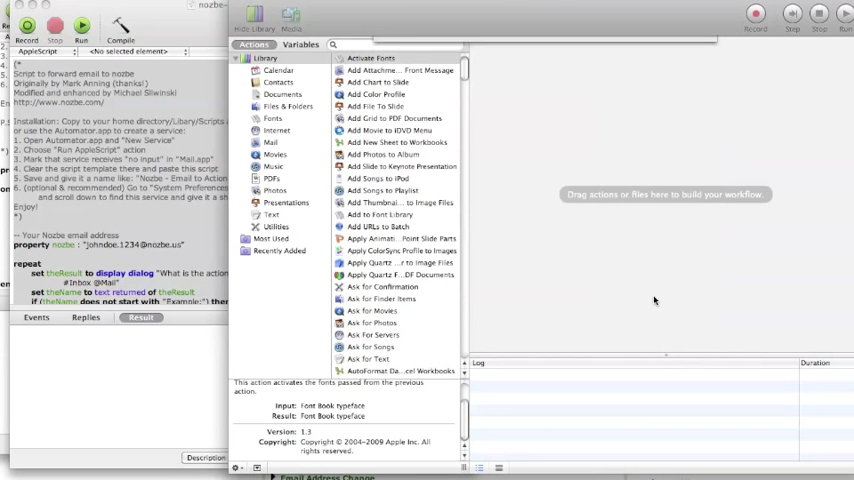 nozbe-
Record
Stop
Run
Compile
AppleScript
<No selected element>
(*
Script to forward email to nozbe
Originally by Mark Anning (thanks!)
Modified and enhanced by Michael Sliwinski
http://www.nozbe.com/
Installation: Copy to your home directory/Libary/Scripts
or use the Automator.app to create a service:
1. Open Automator.app and "New Service"
2. Choose "Run AppleScript" action
3. Mark that service receives "no input" in "Mail.app"
4. Clear the script template there and paste this script
5. Save and give it a name like: "Nozbe - Email to Action
6. (optional & recommended) Go to "System Preferences
and scroll down to find this service and give it a sh
Enjoy!
*)
-- Your Nozbe email address
property nozbe : "johndoe.1234@nozbe.us"
repeat
set theResult to display dialog "What is the action
#Inbox @Mail"
set theName to text returned of theResult
if (theName does not start with "Example:") then
Events
Replies
Result
Description
Hide Library
Media
Record
Step
Stop
Run
Actions
Variables
Library
Calendar
Contacts
Documents
Files & Folders
Fonts
Internet
Mail
Movies
Music
PDFs
Photos
Presentations
Text
Utilities
Most Used
Recently Added
Activate Fonts
Add Attachme... Front Message
Add Chart to Slide
Add Color Profile
Add File To Slide
Add Grid to PDF Documents
Add Movie to iDVD Menu
Add New Sheet to Workbooks
Add Photos to Album
Add Slide to Keynote Presentation
Add Songs to iPod
Add Songs to Playlist
Add Thumbnai... to Image Files
Add to Font Library
Add URLs to Batch
Apply Animati... Point Slide Parts
Apply ColorSync Profile to Images
Apply Quartz ...er to Image Files
Apply Quartz F...DF Documents
Ask for Confirmation
Ask for Finder Items
Ask for Movies
Ask for Photos
Ask For Servers
Ask for Songs
Ask for Text
AutoFormat Da...cel Workbooks
This action activates the fonts passed from the previous
action.
Input: Font Book typeface
Result: Font Book typeface
Version: 1.3
Copyright: Copyright © 2004–2009 Apple Inc. All
rights reserved.
Drag actions or files here to build your workflow.
Log
Duration
Email Address Change